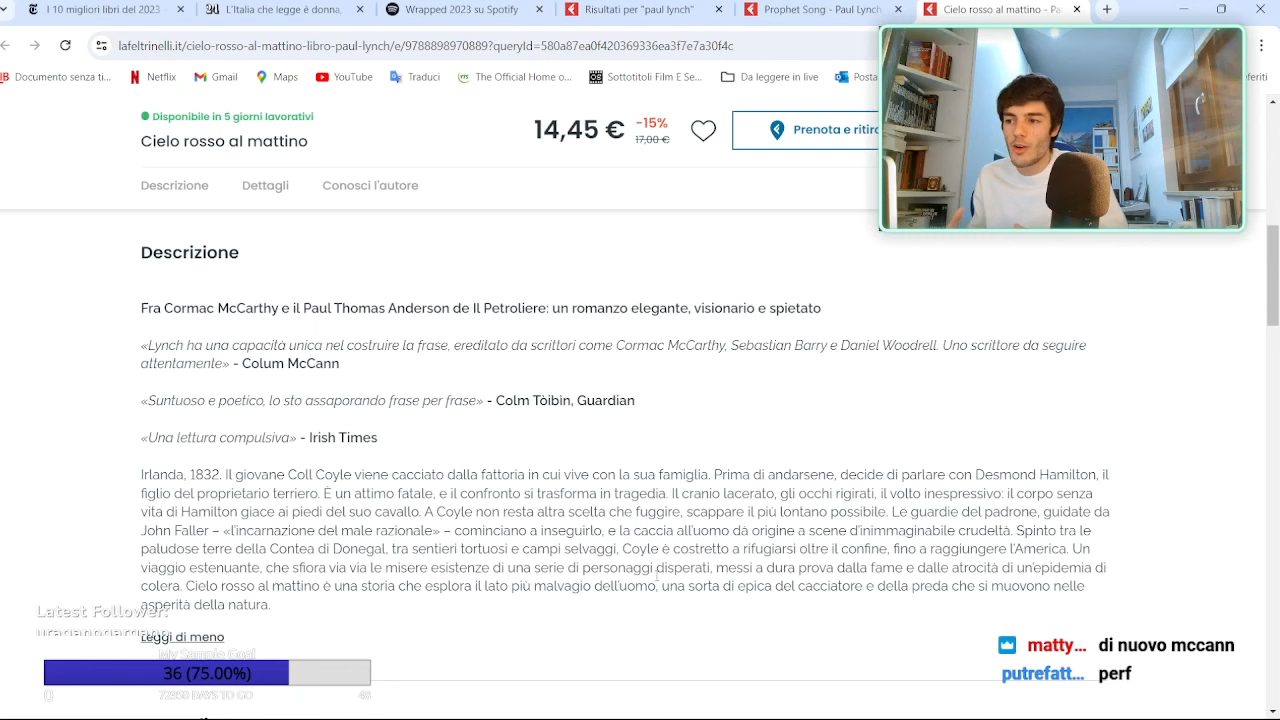 I 10 migliori libri del 2023
L'Italia che legge è donna,
Wrapped 2023 su Spotify
Risultati per "paul lynch"
Prophet Song - Paul Lynch
Cielo rosso al mattino - Pa
lafeltrinelli.it/cielo-rosso-al-mattino-libro-paul-lynch/e/9788889897089?queryId=580a87ea0f420369336ea3f7e7a30f4c
Documento senza ti...
Netflix
Gmail
Maps
YouTube
Traduci
The Official Home o...
Sottotitoli Film E Se...
Da leggere in live
Posta
eferiti
Disponibile in 5 giorni lavorativi
Cielo rosso al mattino
14,45 € -15%
17,00 €
Prenota e ritira
Descrizione
Dettagli
Conosci l'autore
Descrizione
Fra Cormac McCarthy e il Paul Thomas Anderson de Il Petroliere: un romanzo elegante, visionario e spietato
«Lynch ha una capacità unica nel costruire la frase, ereditato da scrittori come Cormac McCarthy, Sebastian Barry e Daniel Woodrell. Uno scrittore da seguire
attentamente» - Colum McCann
«Suntuoso e poetico, lo sto assaporando frase per frase» - Colm Tòibìn, Guardian
«Una lettura compulsiva» - Irish Times
Irlanda, 1832. Il giovane Coll Coyle viene cacciato dalla fattoria in cui vive con la sua famiglia. Prima di andarsene, decide di parlare con Desmond Hamilton, il
figlio del proprietario terriero. È un attimo fatale, e il confronto si trasforma in tragedia. Il cranio lacerato, gli occhi rigirati, il volto inespressivo: il corpo senza
vita di Hamilton giace ai piedi del suo cavallo. A Coyle non resta altra scelta che fuggire, scappare il più lontano possibile. Le guardie del padrone, guidate da
John Faller – «l'incarnazione del male razionale» – cominciano a inseguirlo, e la caccia all'uomo dà origine a scene d'inimmaginabile crudeltà. Spinto tra le
paludose terre della Contea di Donegal, tra sentieri tortuosi e campi selvaggi, Coyle è costretto a rifugiarsi oltre il confine, fino a raggiungere l'America. Un
viaggio estenuante, che sfiora via via le misere esistenze di una serie di personaggi disperati, messi a dura prova dalla fame e dalle atrocità di un'epidemia di
colera. Cielo rosso al mattino è una storia che esplora il lato più malvagio dell'uomo, una sorta di epica del cacciatore e della preda che si muovono nelle
asperità della natura.
Latest Follower:
Leggi di meno
My Sample Goal
36 (75.00%)
0
DAYS TO GO
48
matty... di nuovo mccann
putrefatt... perf